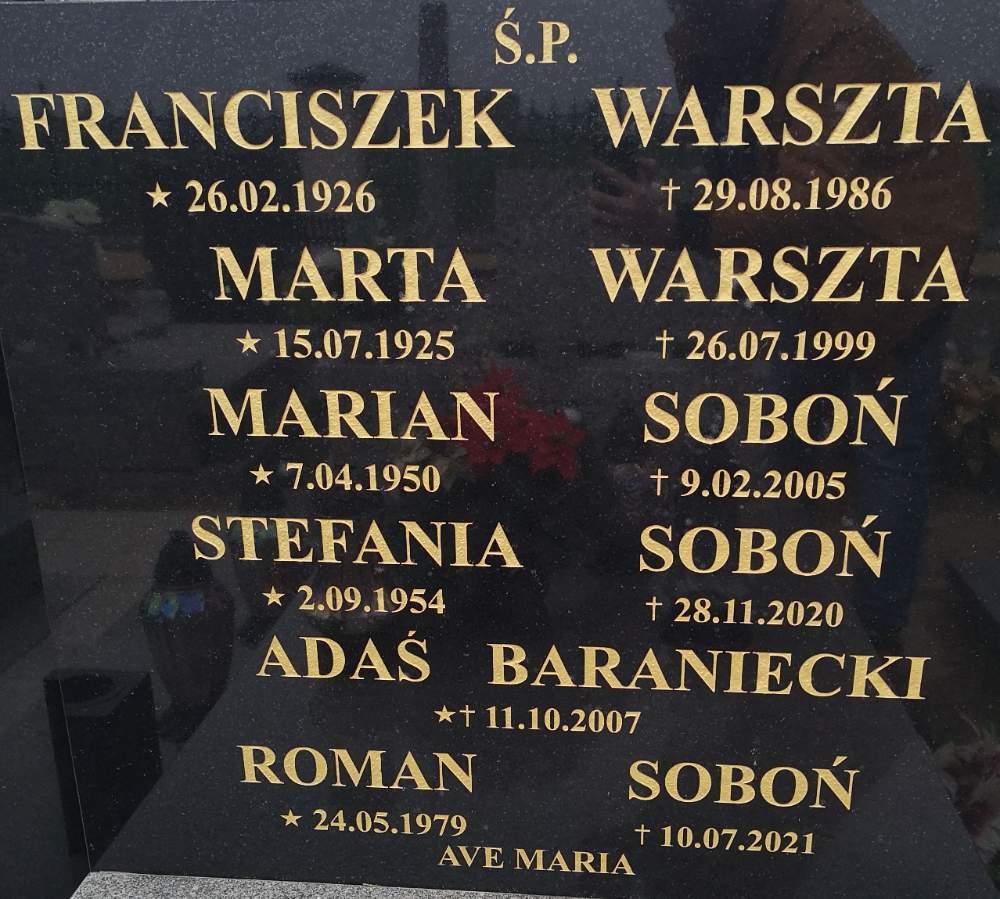 Ś.P.
FRANCISZEK WARSZTA
★ 26.02.1926 † 29.08.1986
MARTA WARSZTA
★ 15.07.1925 † 26.07.1999
MARIAN SOBOŃ
★ 7.04.1950 † 9.02.2005
STEFANIA SOBOŃ
★ 2.09.1954 † 28.11.2020
ADAŚ BARANIECKI
★† 11.10.2007
ROMAN SOBOŃ
★ 24.05.1979 † 10.07.2021
AVE MARIA